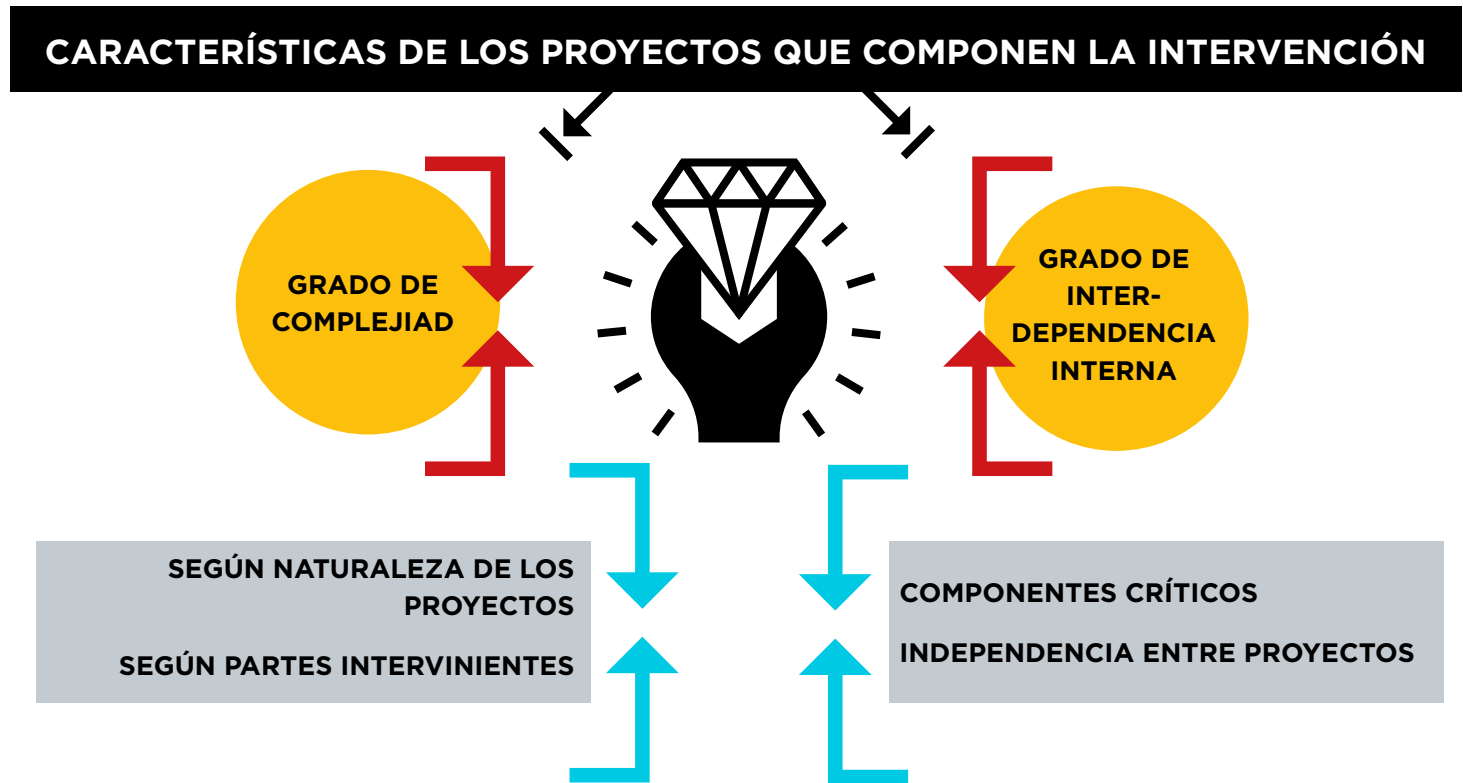 CARACTERÍSTICAS DE LOS PROYECTOS QUE COMPONEN LA INTERVENCIÓN
GRADO DE
COMPLEJIAD
GRADO DE
INTER-
DEPENDENCIA
INTERNA
SEGÚN NATURALEZA DE LOS
PROYECTOS
SEGÚN PARTES INTERVINIENTES
COMPONENTES CRÍTICOS
INDEPENDENCIA ENTRE PROYECTOS